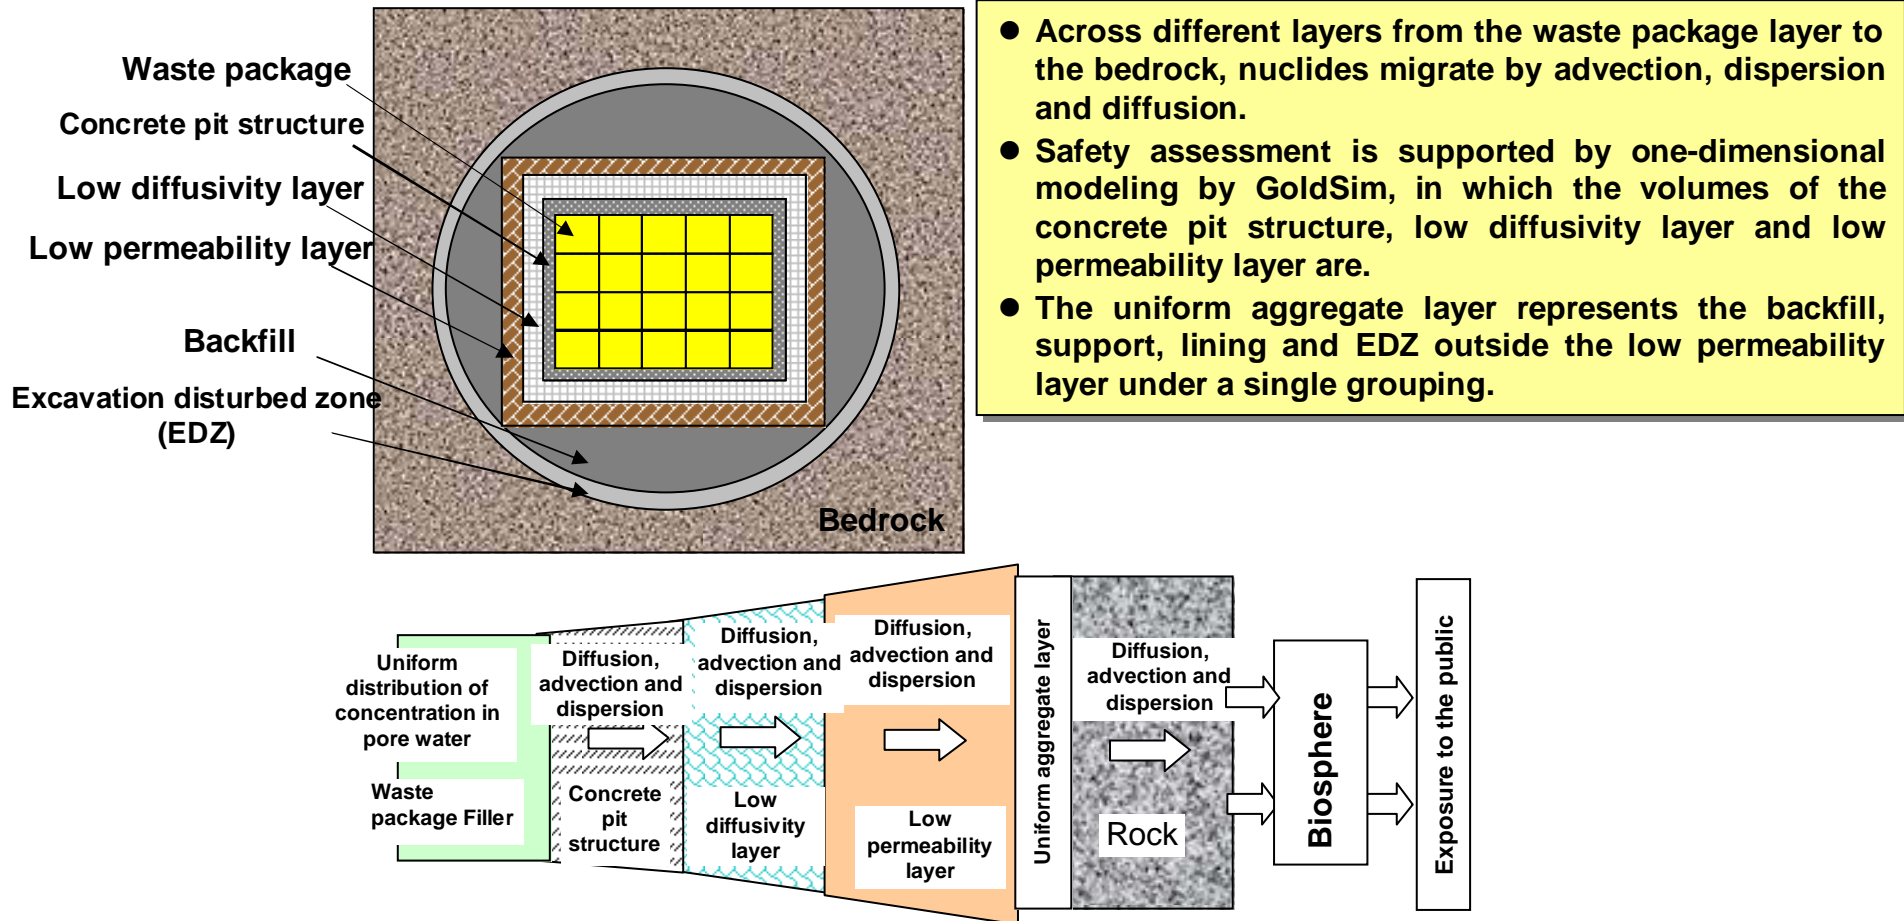 Waste package
Concrete pit structure
Low diffusivity layer
Low permeability layer
Backfill
Excavation disturbed zone
(EDZ)
Bedrock
● Across different layers from the waste package layer to
the bedrock, nuclides migrate by advection, dispersion
and diffusion.
● Safety assessment is supported by one-dimensional
modeling by GoldSim, in which the volumes of the
concrete pit structure, low diffusivity layer and low
permeability layer are.
● The uniform aggregate layer represents the backfill,
support, lining and EDZ outside the low permeability
layer under a single grouping.
Uniform
distribution of
concentration in
pore water
Waste
package Filler
Diffusion,
advection and
dispersion
Concrete
pit
structure
Diffusion,
advection and
dispersion
Low
diffusivity
layer
Diffusion,
advection and
dispersion
Low
permeability
layer
Uniform aggregate layer
Diffusion,
advection and
dispersion
Rock
Biosphere
Exposure to the public